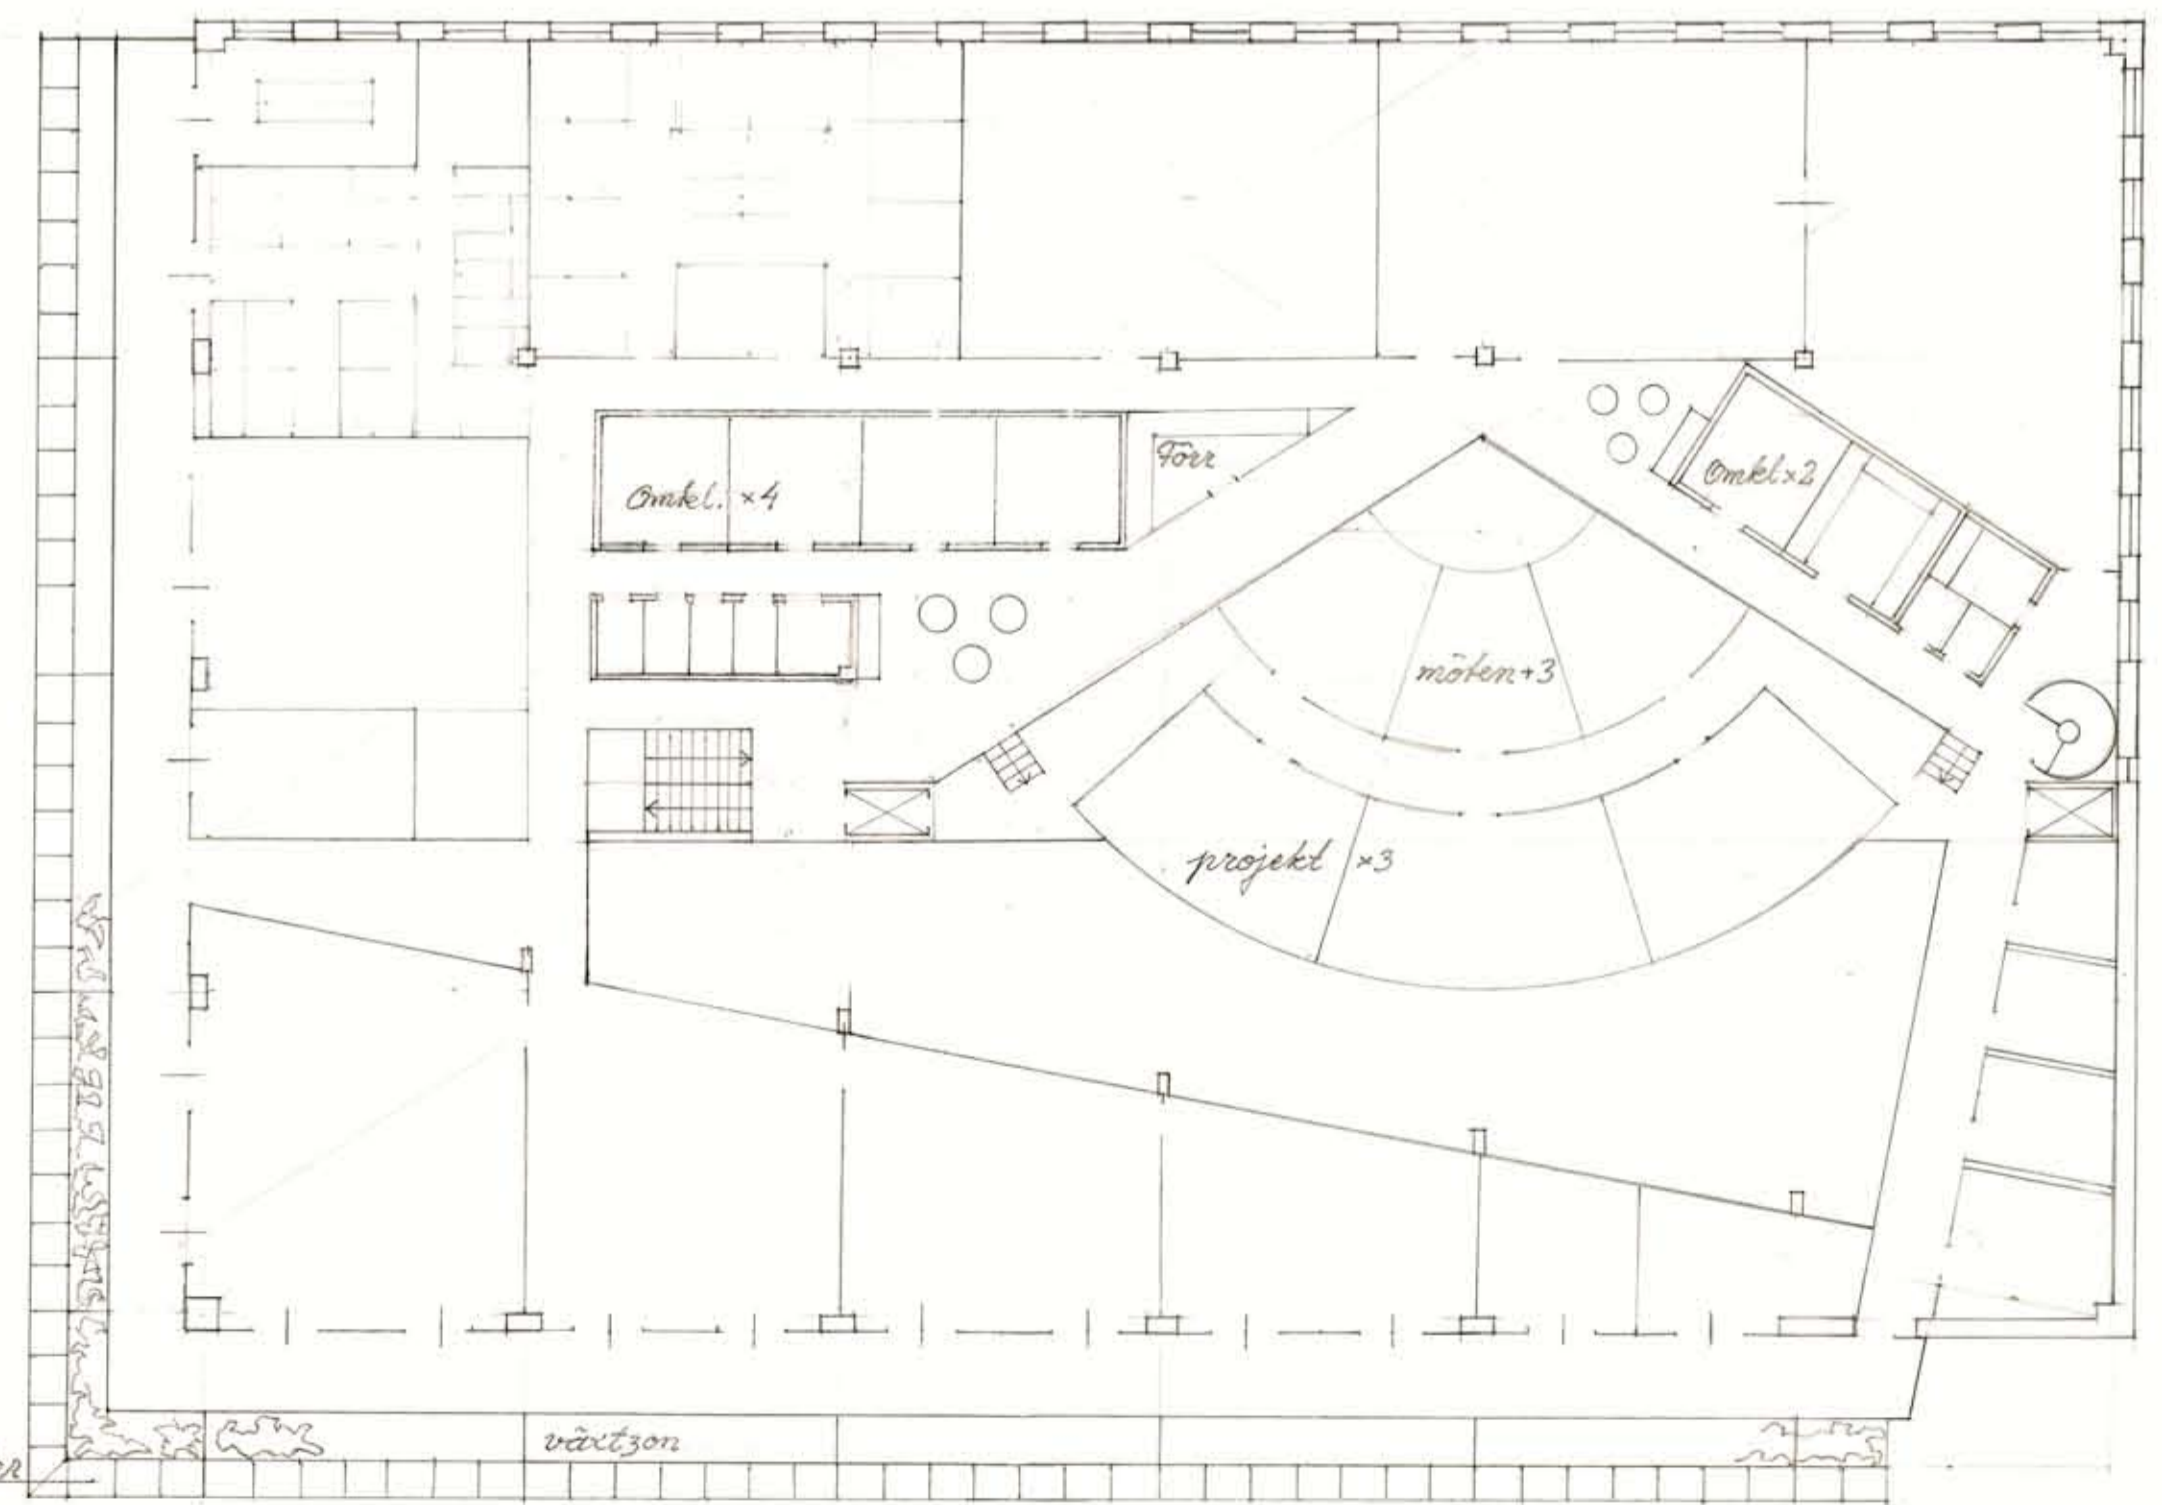 Förr
Omkl. ×4
Omkl×2
möten+3
projekt ×3
växtzon